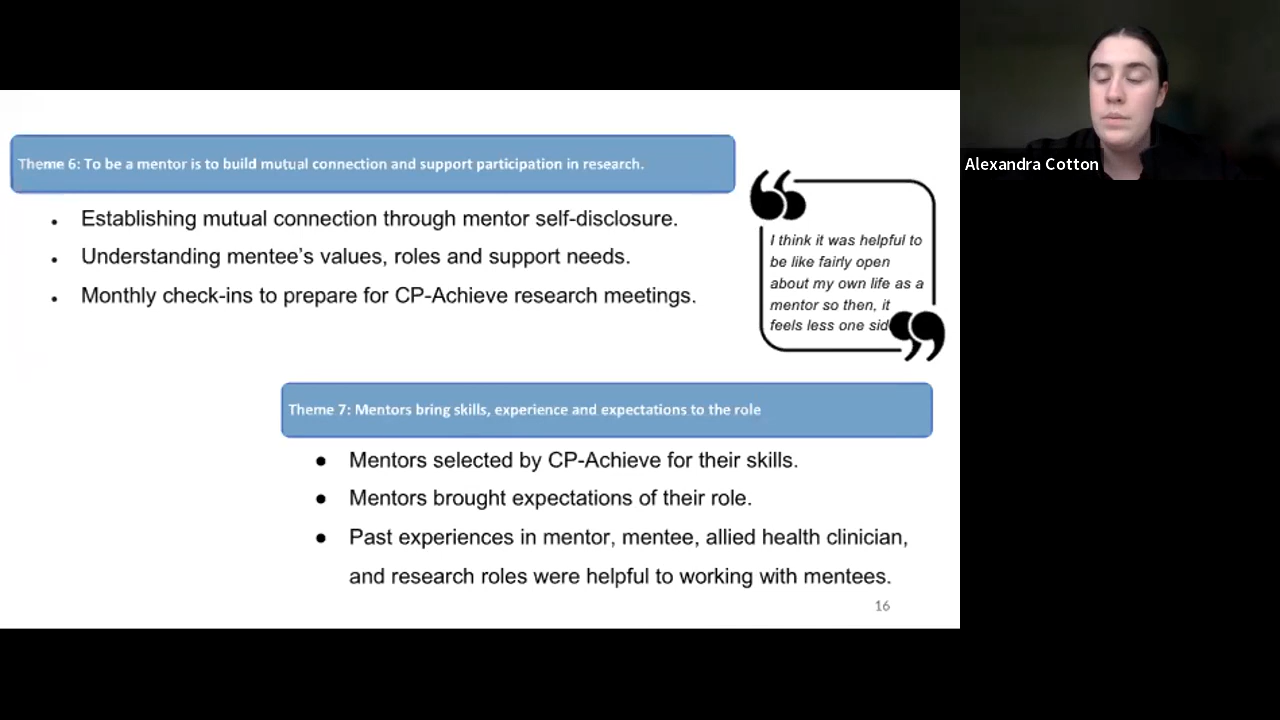 Alexandra Cotton
Theme 6: To be a mentor is to build mutual connection and support participation in research.
• Establishing mutual connection through mentor self-disclosure.
• Understanding mentee’s values, roles and support needs.
• Monthly check-ins to prepare for CP-Achieve research meetings.
I think it was helpful to
be like fairly open
about my own life as a
mentor so then, it
feels less one
Theme 7: Mentors bring skills, experience and expectations to the role
● Mentors selected by CP-Achieve for their skills.
● Mentors brought expectations of their role.
● Past experiences in mentor, mentee, allied health clinician,
and research roles were helpful to working with mentees.
16